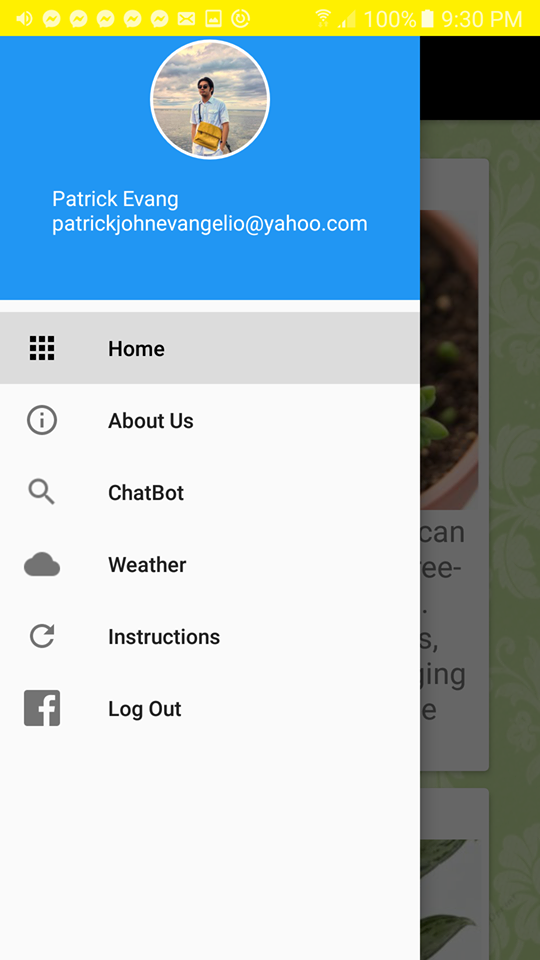 100% 9:30 PM
Patrick Evang
patrickjohnevangelio@yahoo.com
Home
About Us
ChatBot
Weather
Instructions
Log Out
can
ree-
.
s,
ging
e